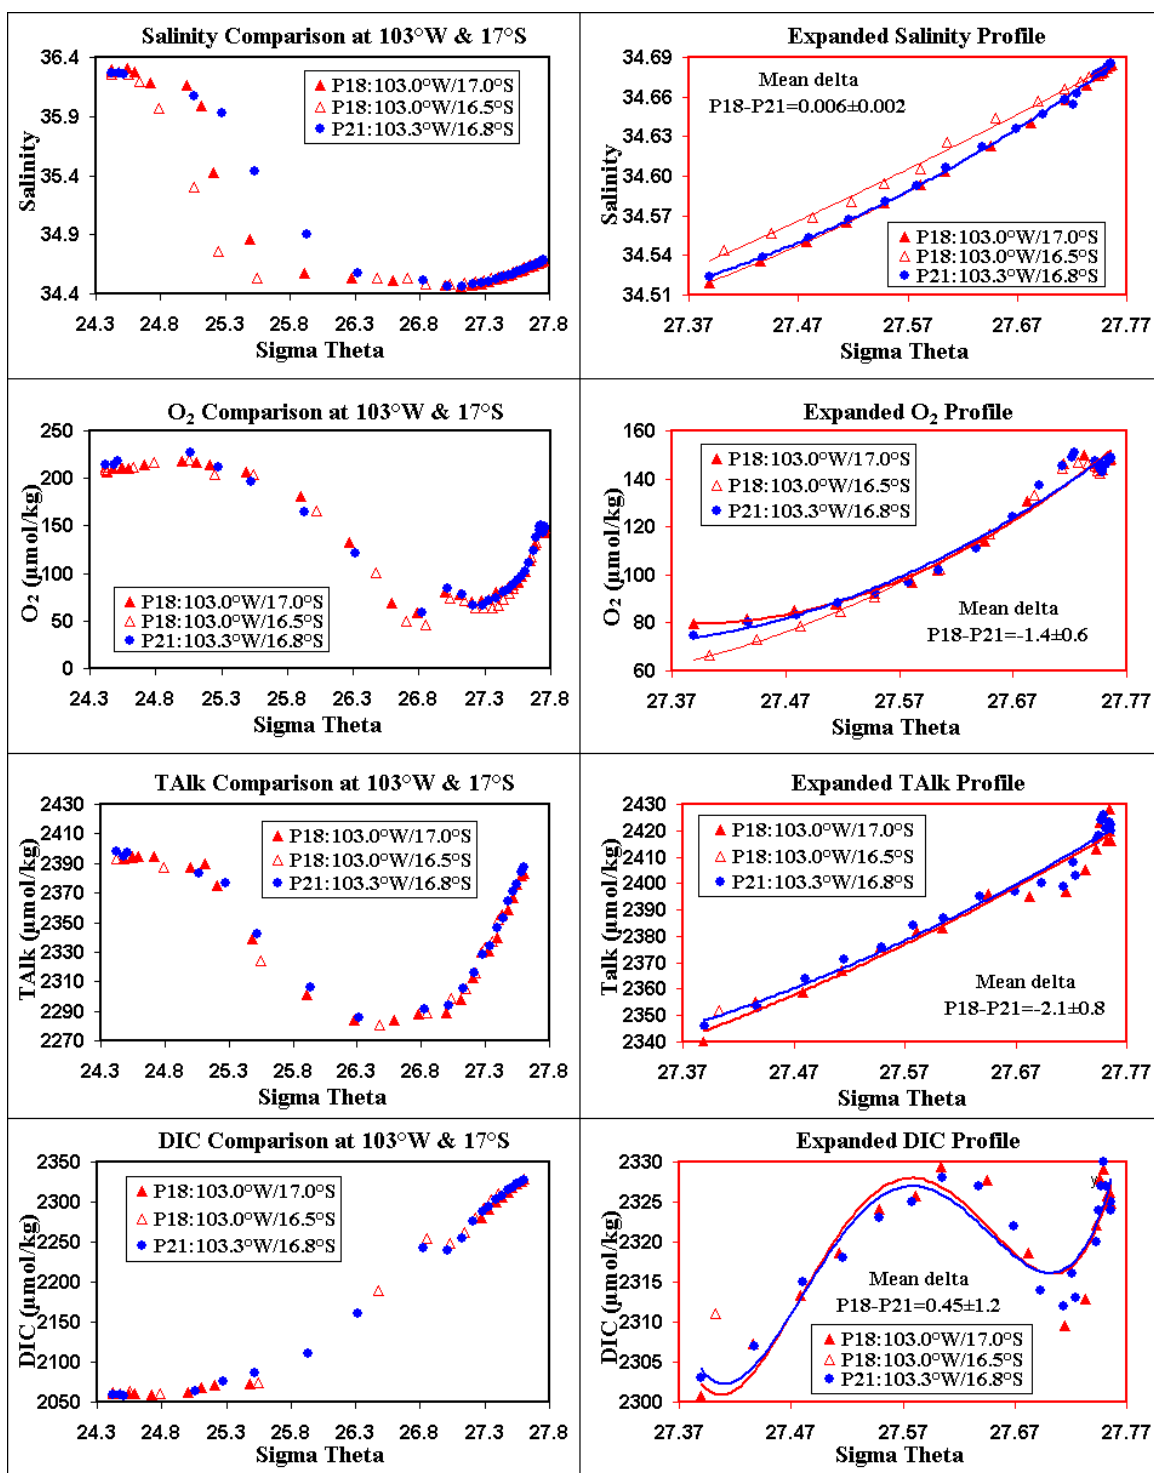 Salinity Comparison at 103°W & 17°S
36.4
35.9
35.4
34.9
34.4
Salinity
P18:103.0°W/17.0°S
P18:103.0°W/16.5°S
P21:103.3°W/16.8°S
24.3 24.8 25.3 25.8 26.3 26.8 27.3 27.8
Sigma Theta
Expanded Salinity Profile
34.69
34.66
34.63
34.60
34.57
34.54
34.51
Salinity
Mean delta
P18-P21=0.006±0.002
P18:103.0°W/17.0°S
P18:103.0°W/16.5°S
P21:103.3°W/16.8°S
27.37 27.47 27.57 27.67 27.77
Sigma Theta
O₂ Comparison at 103°W & 17°S
250
200
150
100
50
0
O₂ (µmol/kg)
P18:103.0°W/17.0°S
P18:103.0°W/16.5°S
P21:103.3°W/16.8°S
24.3 24.8 25.3 25.8 26.3 26.8 27.3 27.8
Sigma Theta
Expanded O₂ Profile
160
140
120
100
80
60
O₂ (µmol/kg)
P18:103.0°W/17.0°S
P18:103.0°W/16.5°S
P21:103.3°W/16.8°S
Mean delta
P18-P21=-1.4±0.6
27.37 27.47 27.57 27.67 27.77
Sigma Theta
TAlk Comparison at 103°W & 17°S
2430
2410
2390
2370
2350
2330
2310
2290
2270
TAlk (µmol/kg)
P18:103.0°W/17.0°S
P18:103.0°W/16.5°S
P21:103.3°W/16.8°S
24.3 24.8 25.3 25.8 26.3 26.8 27.3 27.8
Sigma Theta
Expanded TAlk Profile
2430
2420
2410
2400
2390
2380
2370
2360
2350
2340
Talk (µmol/kg)
P18:103.0°W/17.0°S
P18:103.0°W/16.5°S
P21:103.3°W/16.8°S
Mean delta
P18-P21=-2.1±0.8
27.37 27.47 27.57 27.67 27.77
Sigma Theta
DIC Comparison at 103°W & 17°S
2350
2300
2250
2200
2150
2100
2050
DIC (µmol/kg)
P18:103.0°W/17.0°S
P18:103.0°W/16.5°S
P21:103.3°W/16.8°S
24.3 24.8 25.3 25.8 26.3 26.8 27.3 27.8
Sigma Theta
Expanded DIC Profile
2330
2325
2320
2315
2310
2305
2300
DIC (µmol/kg)
y
Mean delta
P18-P21=0.45±1.2
P18:103.0°W/17.0°S
P18:103.0°W/16.5°S
P21:103.3°W/16.8°S
27.37 27.47 27.57 27.67 27.77
Sigma Theta